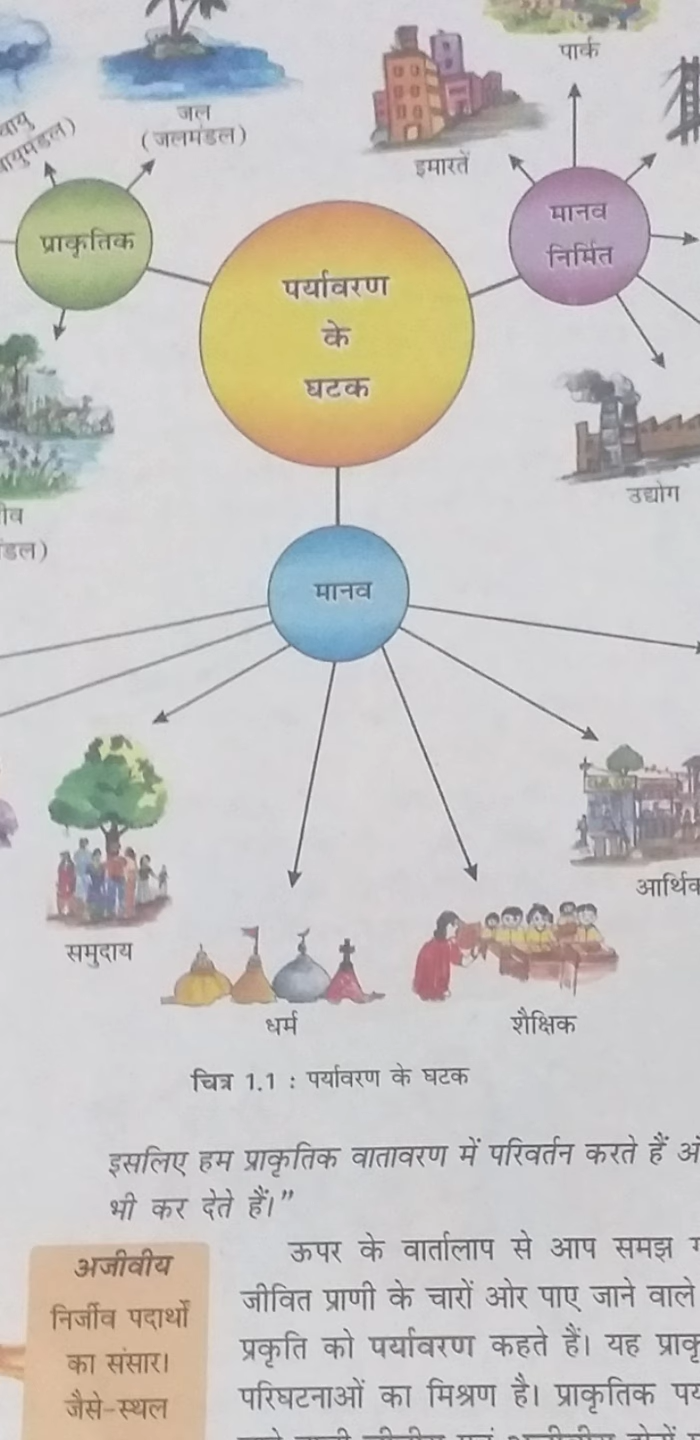 पार्क
जल
(जलमंडल)
इमारतें
प्राकृतिक
पर्यावरण
के
घटक
मानव
निर्मित
उद्योग
मानव
समुदाय
धर्म
शैक्षिक
चित्र 1.1 : पर्यावरण के घटक
इसलिए हम प्राकृतिक वातावरण में परिवर्तन करते हैं
भी कर देते हैं।”
अजीवीय
निर्जीव पदार्थों
का संसार।
जैसे-स्थल
ऊपर के वार्तालाप से आप समझ
जीवित प्राणी के चारों ओर पाए जाने वाले
प्रकृति को पर्यावरण कहते हैं। यह
परिघटनाओं का मिश्रण है। प्राकृतिक